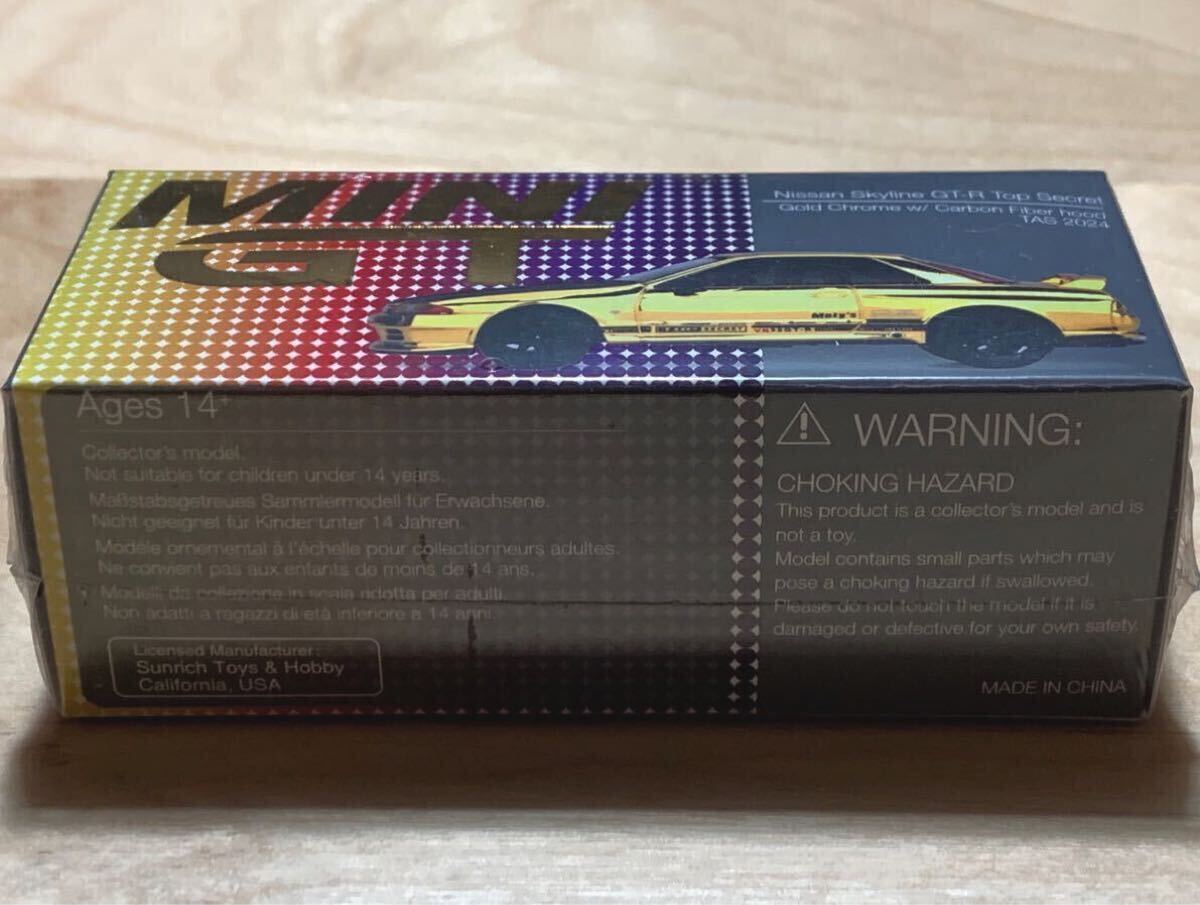 MINI
GT
Nissan Skyline GT-R Top Secret
Gold Chrome w/ Carbon Fiber hood
TAS 2024
Ages 14+
Collector's model.
Not suitable for children under 14 years.
Maßstabsgetreues Sammlermodell für Erwachsene.
Nicht geeignet für Kinder unter 14 Jahren.
Modèle ornemental à l'échelle pour collectionneurs adultes.
Ne convient pas aux enfants de moins de 14 ans.
Modelli da collezione in scala ridotta per adulti.
Non adatti a ragazzi di età inferiore a 14 anni.
Licensed Manufacturer:
Sunrich Toys & Hobby
California, USA
WARNING:
CHOKING HAZARD
This product is a collector's model and is
not a toy.
Model contains small parts which may
pose a choking hazard if swallowed.
Please do not touch the model if it is
damaged or defective for your own safety.
MADE IN CHINA